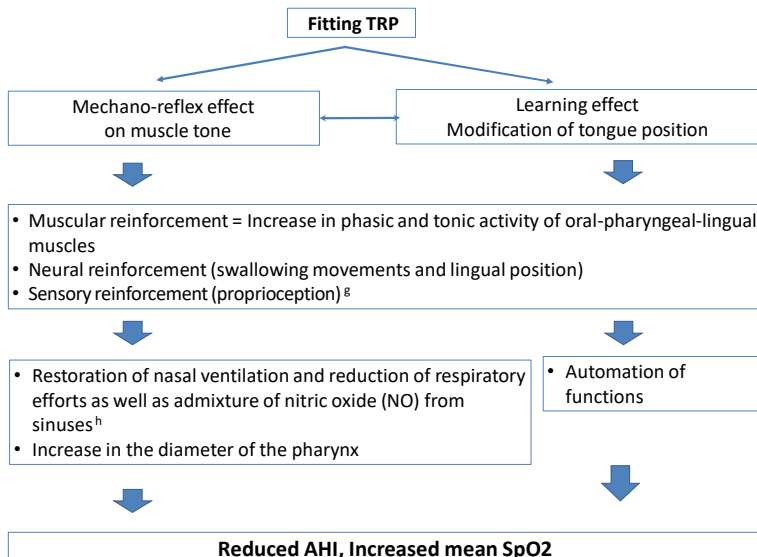 Fitting TRP
Mechano-reflex effect
on muscle tone
Learning effect
Modification of tongue position
• Muscular reinforcement = Increase in phasic and tonic activity of oral-pharyngeal-lingual
muscles
• Neural reinforcement (swallowing movements and lingual position)
• Sensory reinforcement (proprioception) g
• Restoration of nasal ventilation and reduction of respiratory
efforts as well as admixture of nitric oxide (NO) from
sinuses h
• Increase in the diameter of the pharynx
• Automation of
functions
Reduced AHI, Increased mean SpO2